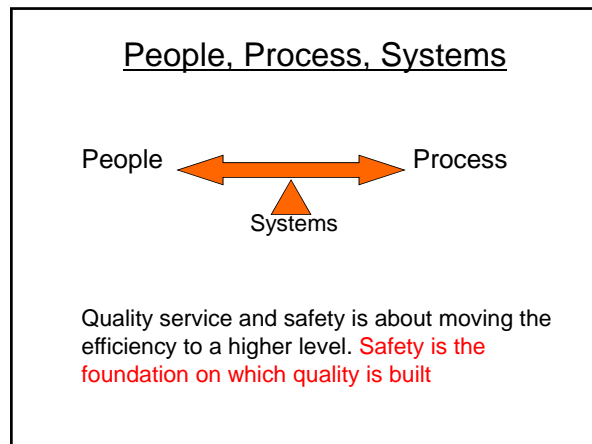 People, Process, Systems
People Process
Systems
Quality service and safety is about moving the
efficiency to a higher level. Safety is the
foundation on which quality is built